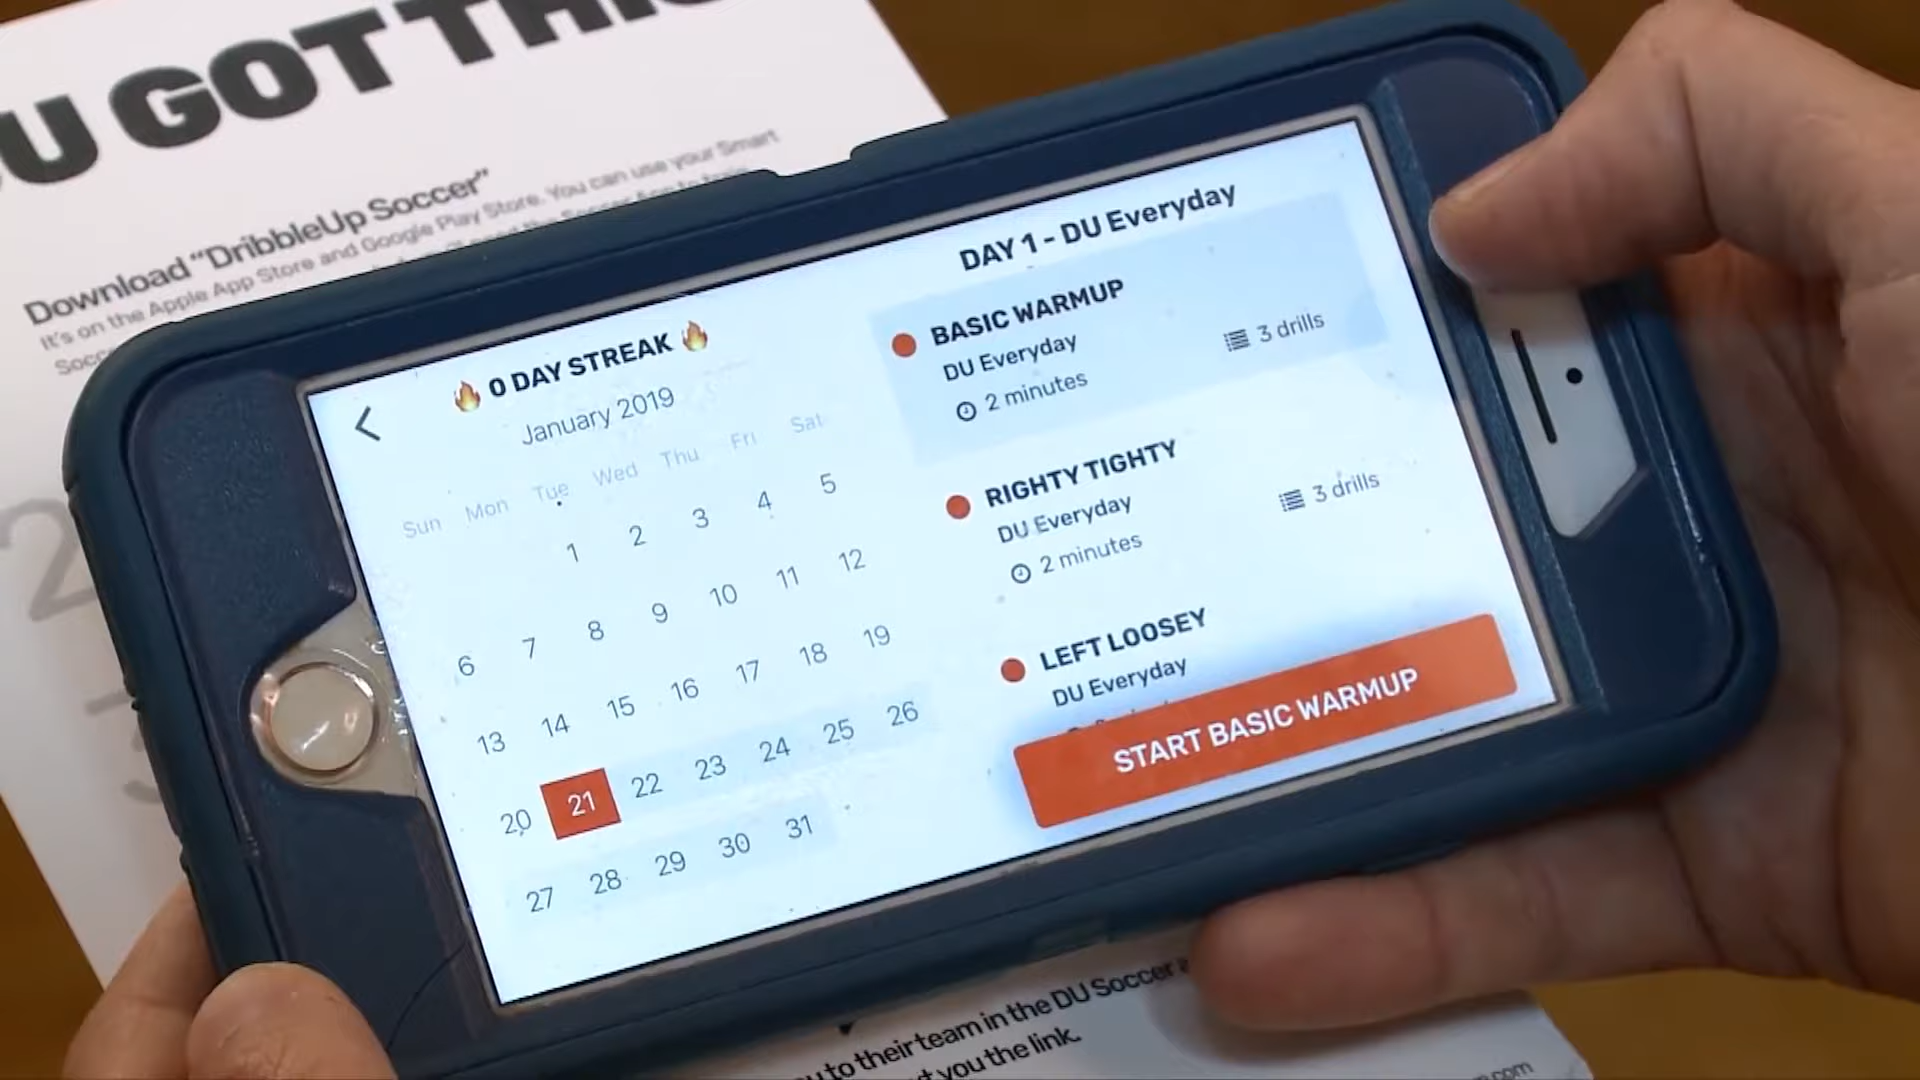 U GOT THIS
Download "DribbleUp Soccer"
It's on the Apple App Store and Google Play Store. You can use your Smart
Socc
2
0 DAY STREAK
January 2019
Sun Mon Tue Wed Thu Fri Sat
1 2 3 4 5
6 7 8 9 10 11 12
13 14 15 16 17 18 19
20 21 22 23 24 25 26
27 28 29 30 31
DAY 1 - DU Everyday
BASIC WARMUP
DU Everyday
3 drills
2 minutes
RIGHTY TIGHTY
DU Everyday
3 drills
2 minutes
LEFT LOOSEY
DU Everyday
START BASIC WARMUP
to their team in the DU Soccer
you the link.
.com